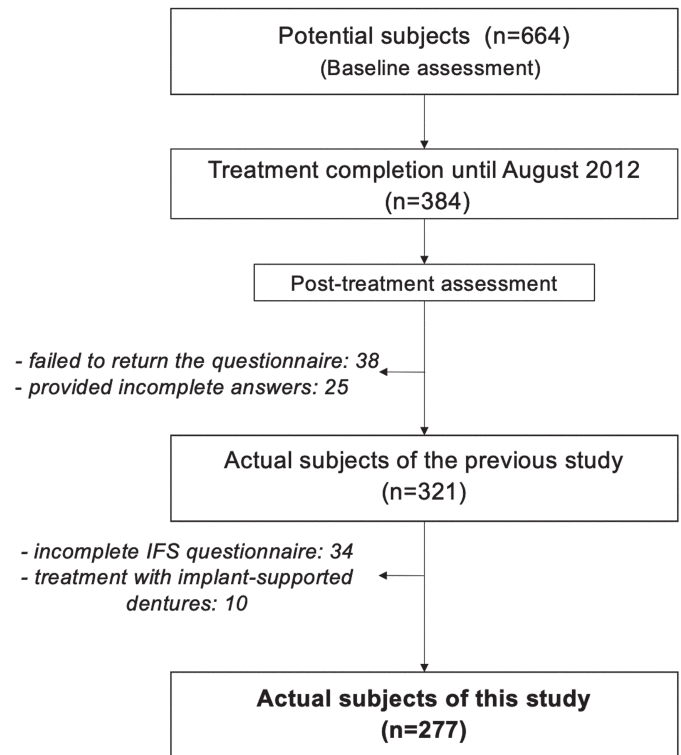 Potential subjects (n=664)
(Baseline assessment)
Treatment completion until August 2012
(n=384)
Post-treatment assessment
- failed to return the questionnaire: 38
- provided incomplete answers: 25
Actual subjects of the previous study
(n=321)
- incomplete IFS questionnaire: 34
- treatment with implant-supported
dentures: 10
Actual subjects of this study
(n=277)